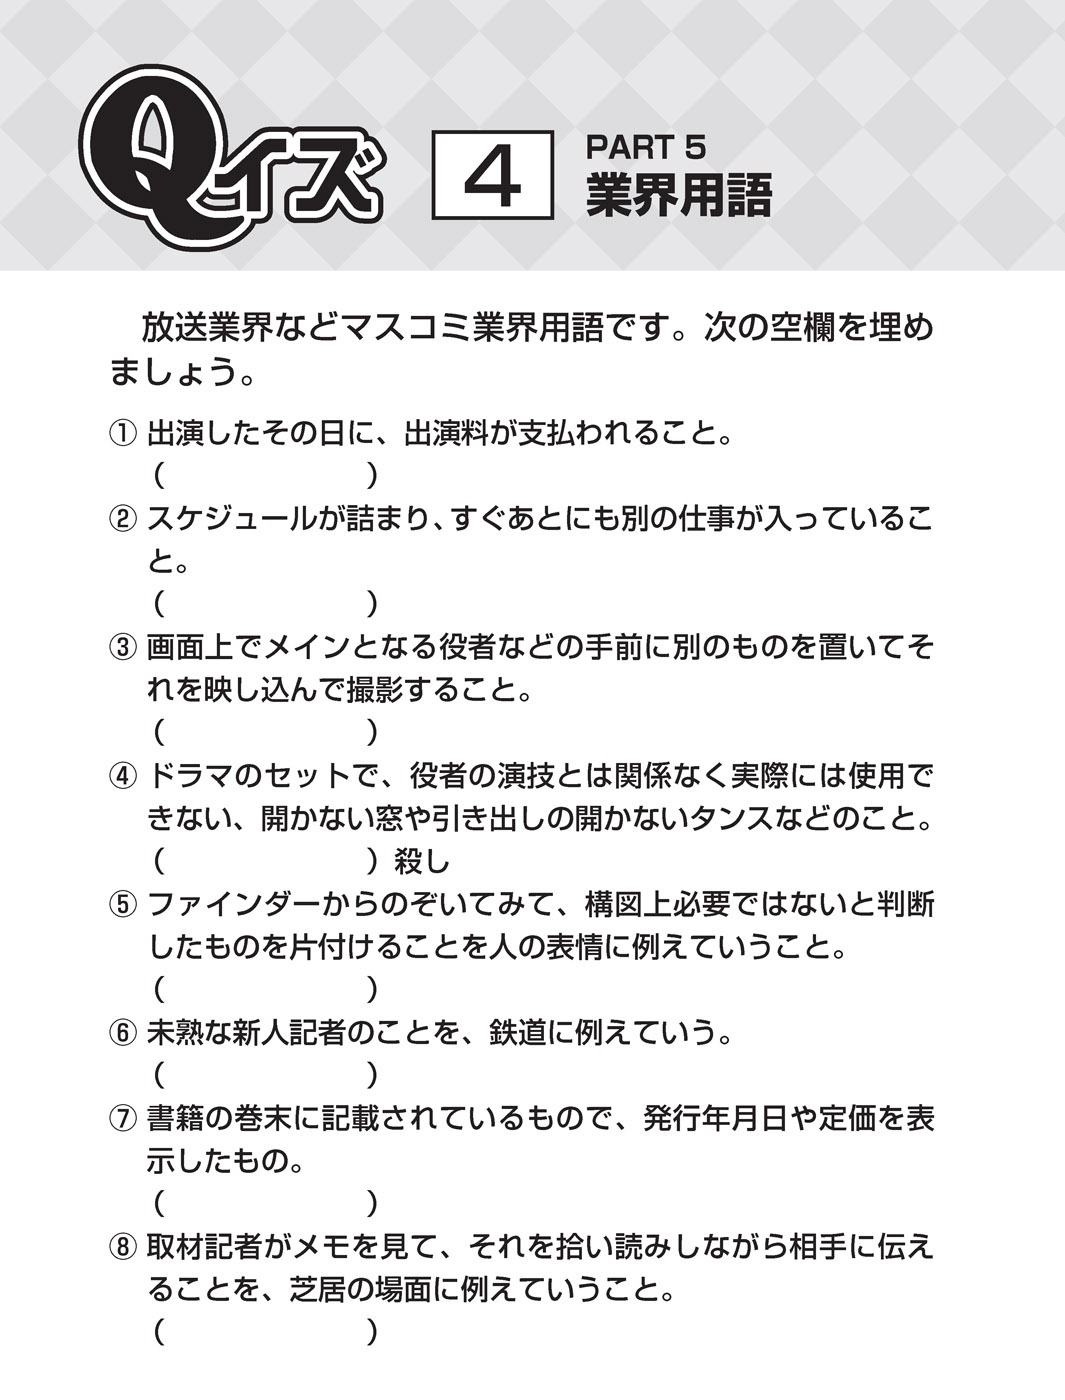 Qイズ 4 PART 5
業界用語
放送業界などマスコミ業界用語です。次の空欄を埋め
ましょう。
① 出演したその日に、出演料が支払われること。
（　　　　　　　）
② スケジュールが詰まり、すぐあとにも別の仕事が入っているこ
と。
（　　　　　　　）
③ 画面上でメインとなる役者などの手前に別のものを置いてそ
れを映し込んで撮影すること。
（　　　　　　　）
④ ドラマのセットで、役者の演技とは関係なく実際には使用で
きない、開かない窓や引き出しの開かないタンスなどのこと。
（　　　　　　　）殺し
⑤ ファインダーからのぞいてみて、構図上必要ではないと判断
したものを片付けることを人の表情に例えていうこと。
（　　　　　　　）
⑥ 未熟な新人記者のことを、鉄道に例えていう。
（　　　　　　　）
⑦ 書籍の巻末に記載されているもので、発行年月日や定価を表
示したもの。
（　　　　　　　）
⑧ 取材記者がメモを見て、それを拾い読みしながら相手に伝え
ることを、芝居の場面に例えていうこと。
（　　　　　　　）